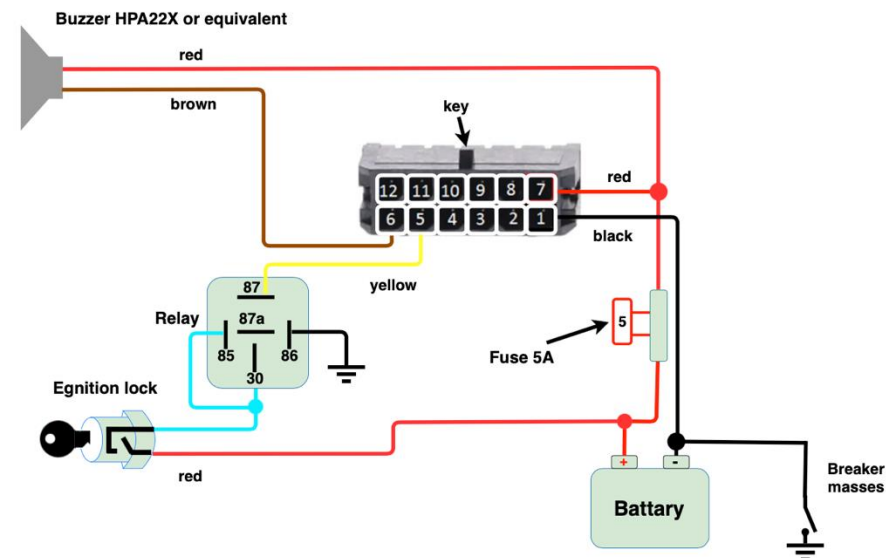 Buzzer HPA22X or equivalent
red
brown
key
12 11 10 9 8 7
red
6 5 4 3 2 1
black
yellow
87
Relay
87a
85
86
30
5
Fuse 5A
Egnition lock
red
+
-
Battary
Breaker
masses